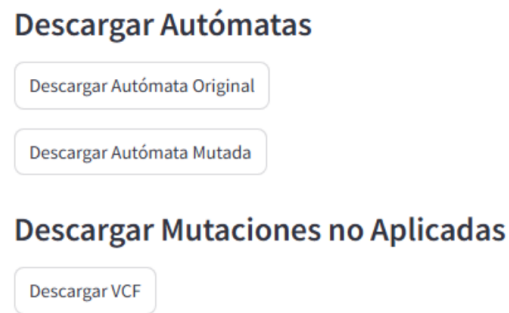 Descargar Autómatas
Descargar Autómata Original
Descargar Autómata Mutada
Descargar Mutaciones no Aplicadas
Descargar VCF